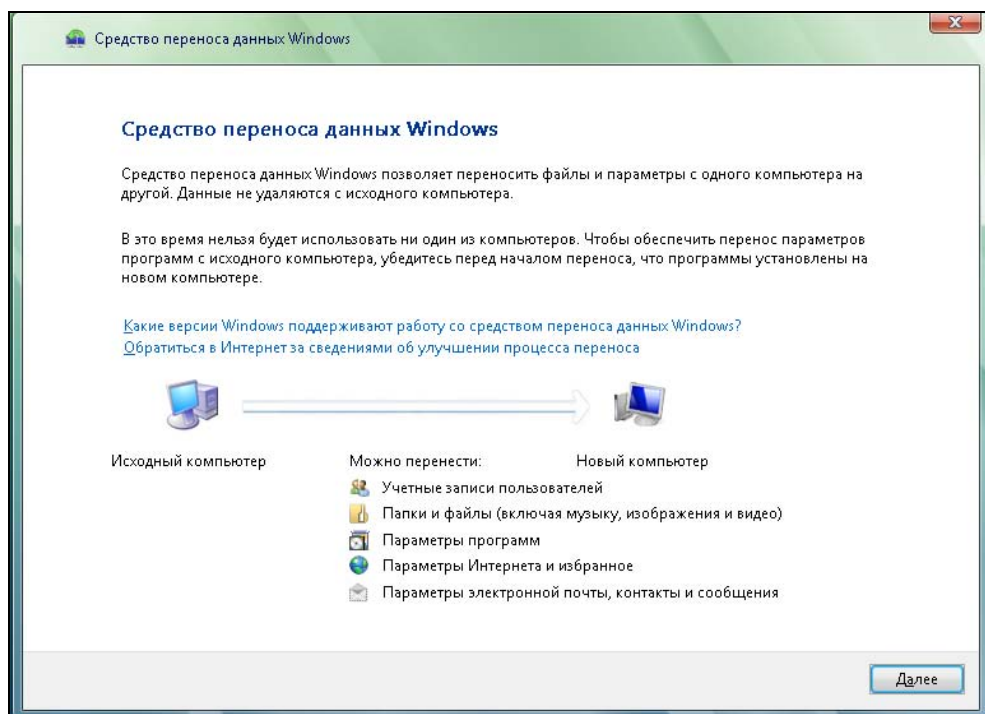 Средство переноса данных Windows
Средство переноса данных Windows
Средство переноса данных Windows позволяет переносить файлы и параметры с одного компьютера на
другой. Данные не удаляются с исходного компьютера.
В это время нельзя будет использовать ни один из компьютеров. Чтобы обеспечить перенос параметров
программ с исходного компьютера, убедитесь перед началом переноса, что программы установлены на
новом компьютере.
Какие версии Windows поддерживают работу со средством переноса данных Windows?
Обратиться в Интернет за сведениями об улучшении процесса переноса
Исходный компьютер
Можно перенести:
Новый компьютер
Учетные записи пользователей
Папки и файлы (включая музыку, изображения и видео)
Параметры программ
Параметры Интернета и избранное
Параметры электронной почты, контакты и сообщения
Далее